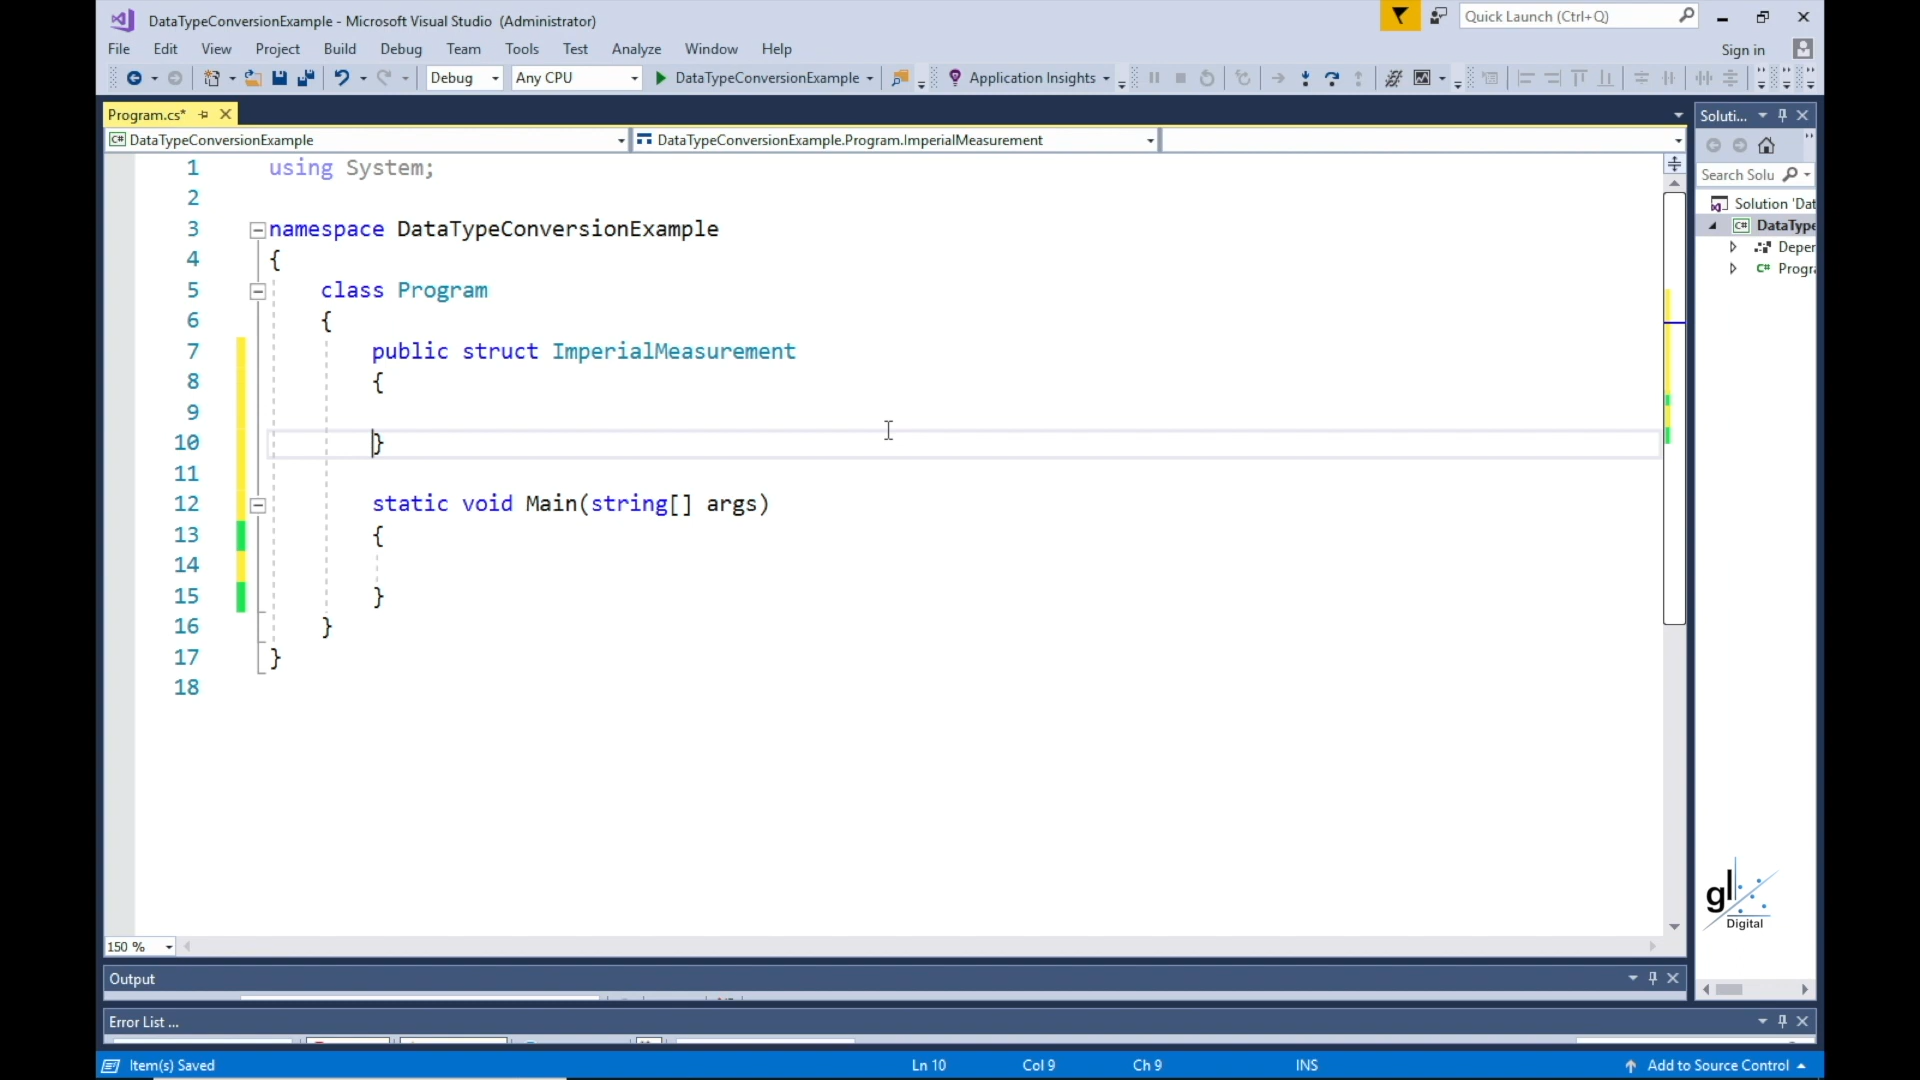 DataTypeConversionExample - Microsoft Visual Studio (Administrator)
Quick Launch (Ctrl+Q)
File Edit View Project Build Debug Team Tools Test Analyze Window Help
Sign in
Debug Any CPU DataTypeConversionExample Application Insights
Program.cs*
Soluti...
DataTypeConversionExample DataTypeConversionExample.Program.ImperialMeasurement
Search Solu
Solution 'Dat
DataType
Deper
Progra
1 using System;
2
3 namespace DataTypeConversionExample
4 {
5 class Program
6 {
7 public struct ImperialMeasurement
8 {
9
10 }
11
12 static void Main(string[] args)
13 {
14
15 }
16 }
17 }
18
gl
Digital
150 %
Output
Error List ...
Item(s) Saved Ln 10 Col 9 Ch 9 INS Add to Source Control